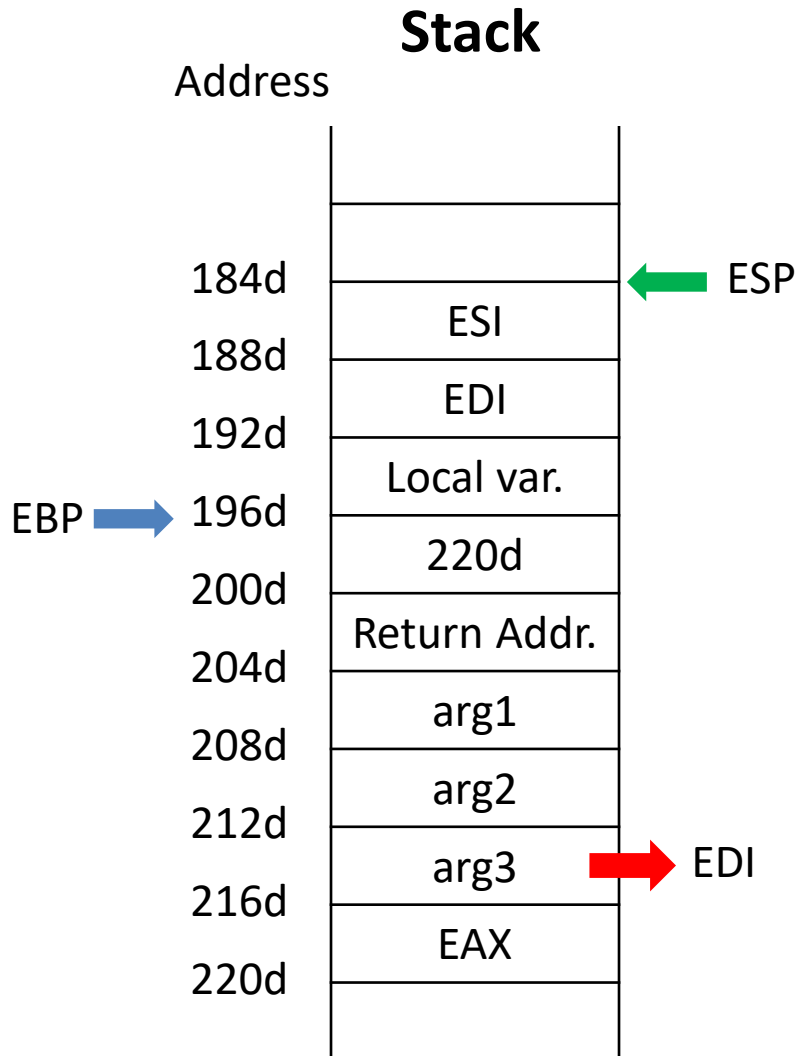 Stack
Address
184d
ESP
ESI
188d
EDI
192d
Local var.
EBP
196d
220d
200d
Return Addr.
204d
arg1
208d
arg2
212d
arg3
EDI
216d
EAX
220d